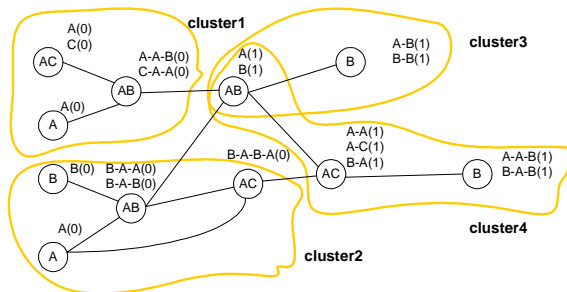 cluster1
A(0)
C(0)
AC
A-A-B(0)
C-A-A(0)
AB
A(0)
A
A(1)
B(1)
AB
B
A-B(1)
B-B(1)
cluster3
A-A(1)
A-C(1)
B-A(1)
AC
B
A-A-B(1)
B-A-B(1)
cluster4
B
B(0)
B-A-A(0)
B-A-B(0)
AB
B-A-B-A(0)
AC
A(0)
A
cluster2